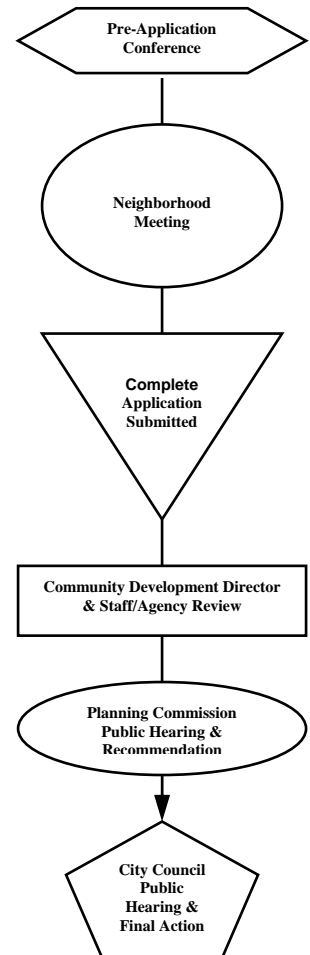 Pre-Application
Conference
Neighborhood
Meeting
Complete
Application
Submitted
Community Development Director
& Staff/Agency Review
Planning Commission
Public Hearing &
Recommendation
City Council
Public
Hearing &
Final Action